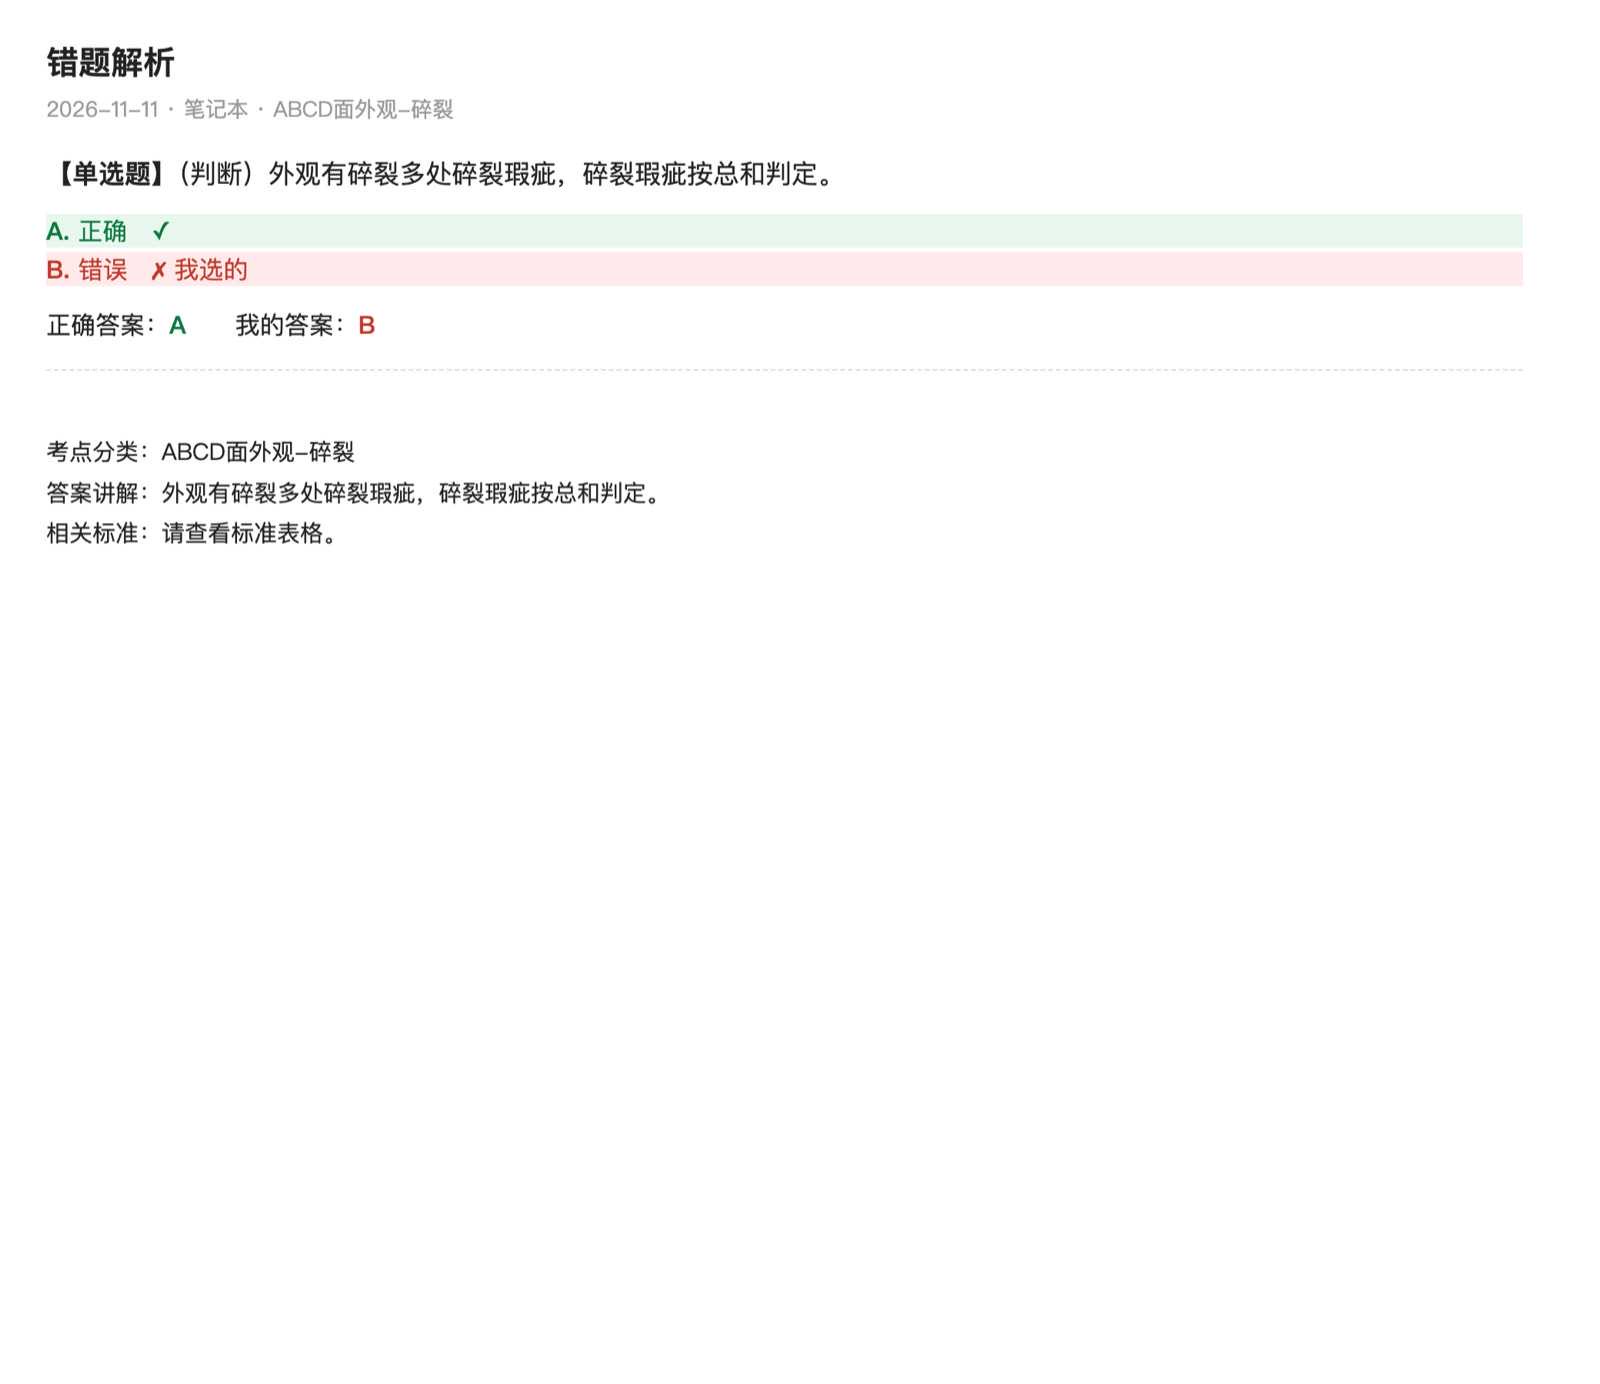 错题解析
2026-11-11 · 笔记本 · ABCD面外观-碎裂
【单选题】（判断）外观有碎裂多处碎裂瑕疵，碎裂瑕疵按总和判定。
A. 正确 ✓
B. 错误 ✗ 我选的
正确答案：A 我的答案：B
考点分类：ABCD面外观-碎裂
答案讲解：外观有碎裂多处碎裂瑕疵，碎裂瑕疵按总和判定。
相关标准：请查看标准表格。